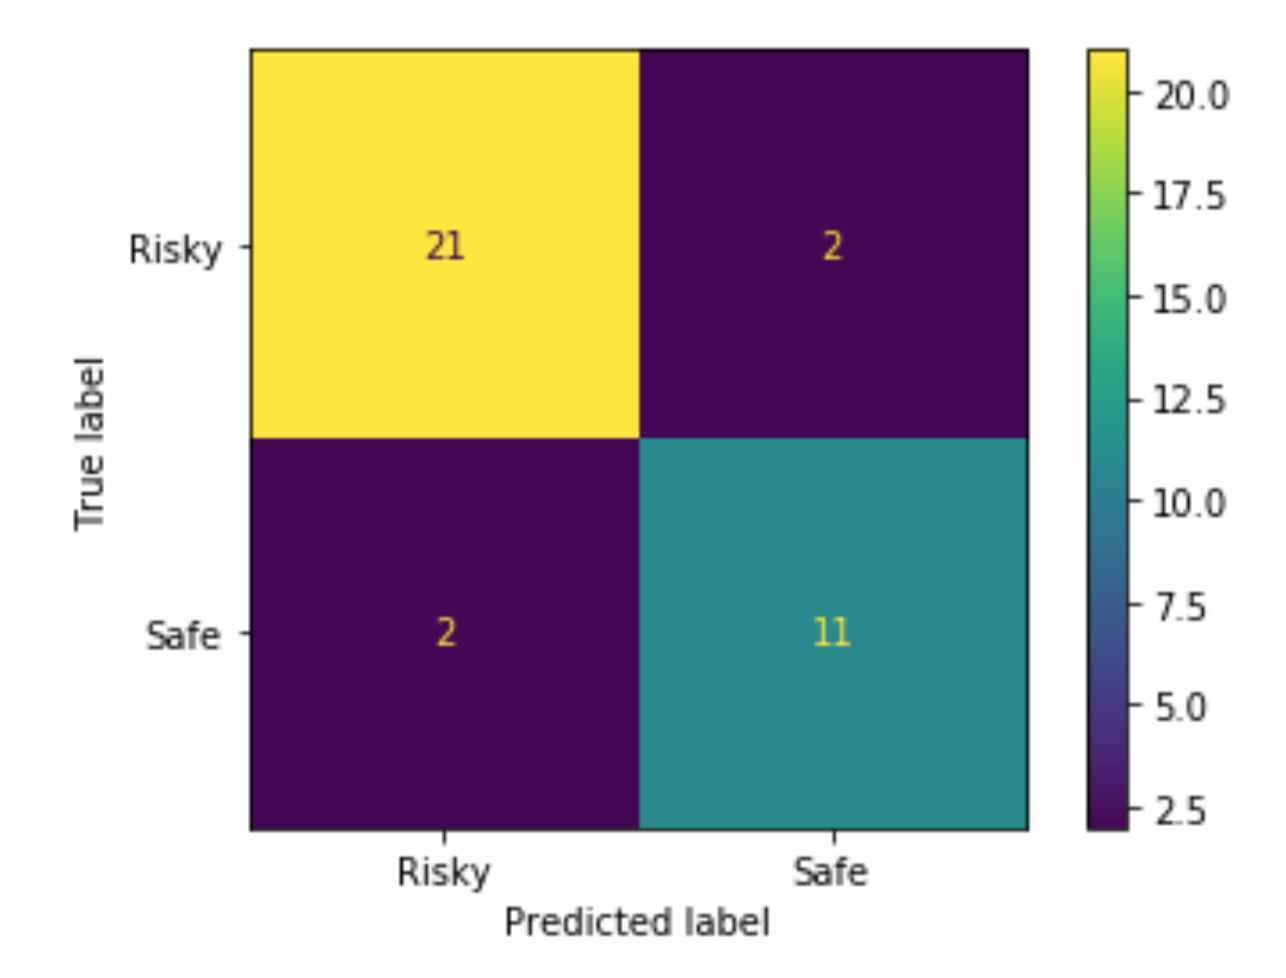 True label
Risky
Safe
21
2
2
11
Risky
Safe
Predicted label
20.0
17.5
15.0
12.5
10.0
7.5
5.0
2.5